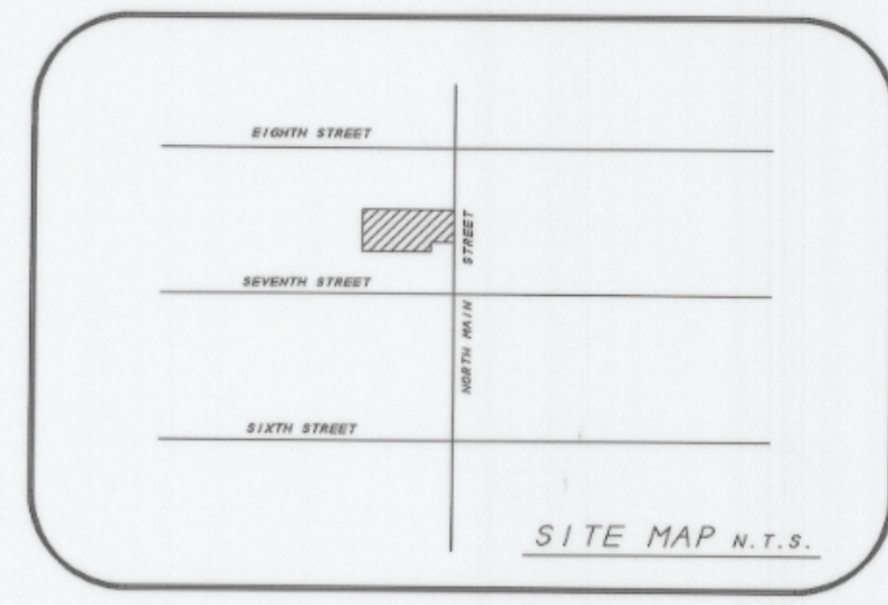 EIGHTH STREET
SEVENTH STREET
NORTH MAIN STREET
SIXTH STREET
SITE MAP N.T.S.